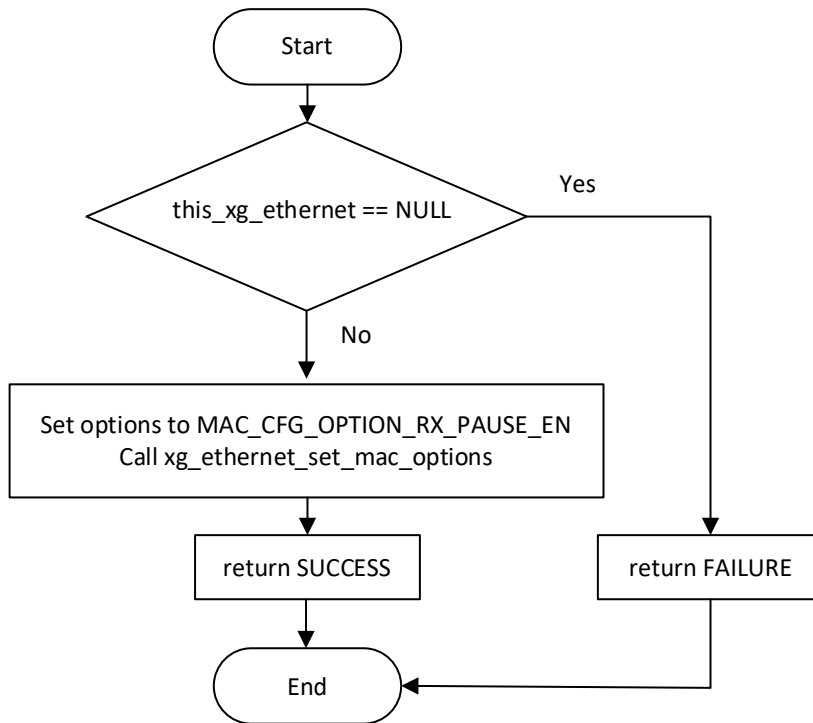 Start
this_xg_ethernet == NULL
Yes
No
Set options to MAC_CFG_OPTION_RX_PAUSE_EN
Call xg_ethernet_set_mac_options
return SUCCESS
return FAILURE
End